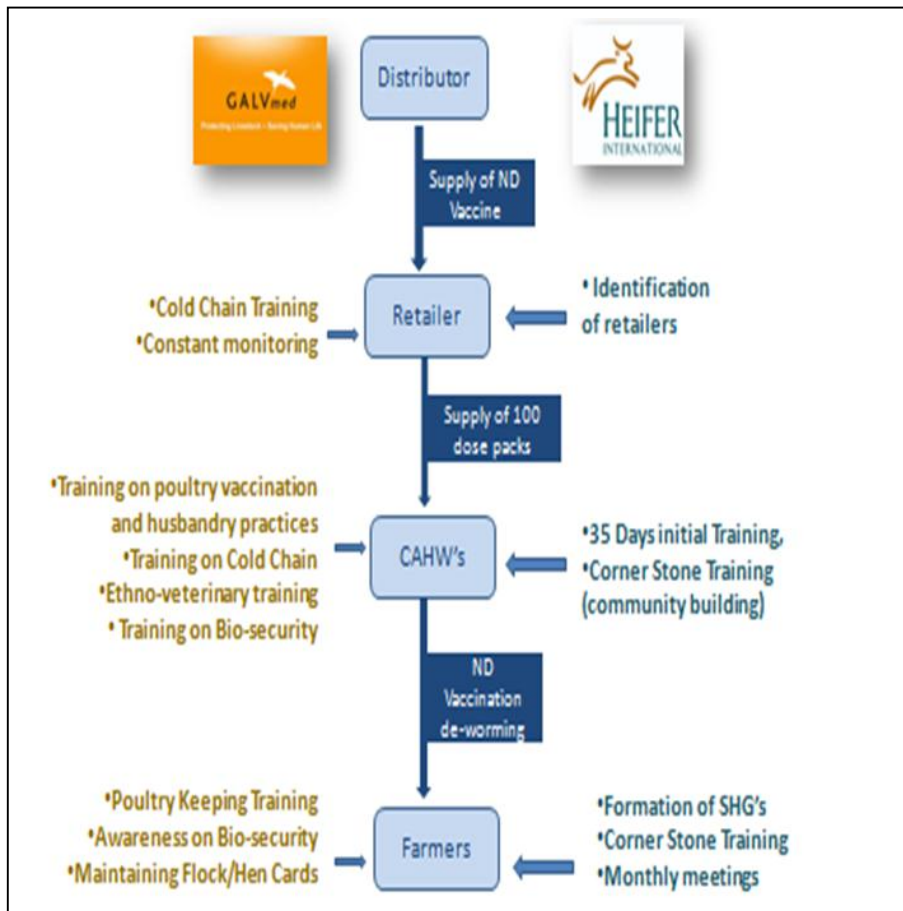 GALVmed
Protecting Livestock – Saving Human Life
Distributor
HEIFER
INTERNATIONAL
Supply of ND
Vaccine
•Cold Chain Training
•Constant monitoring
Retailer
• Identification
of retailers
Supply of 100
dose packs
•Training on poultry vaccination
and husbandry practices
•Training on Cold Chain
•Ethno-veterinary training
• Training on Bio-security
CAHW's
•35 Days initial Training,
•Corner Stone Training
(community building)
ND
Vaccination
de-worming
•Poultry Keeping Training
•Awareness on Bio-security
•Maintaining Flock/Hen Cards
Farmers
•Formation of SHG's
•Corner Stone Training
•Monthly meetings